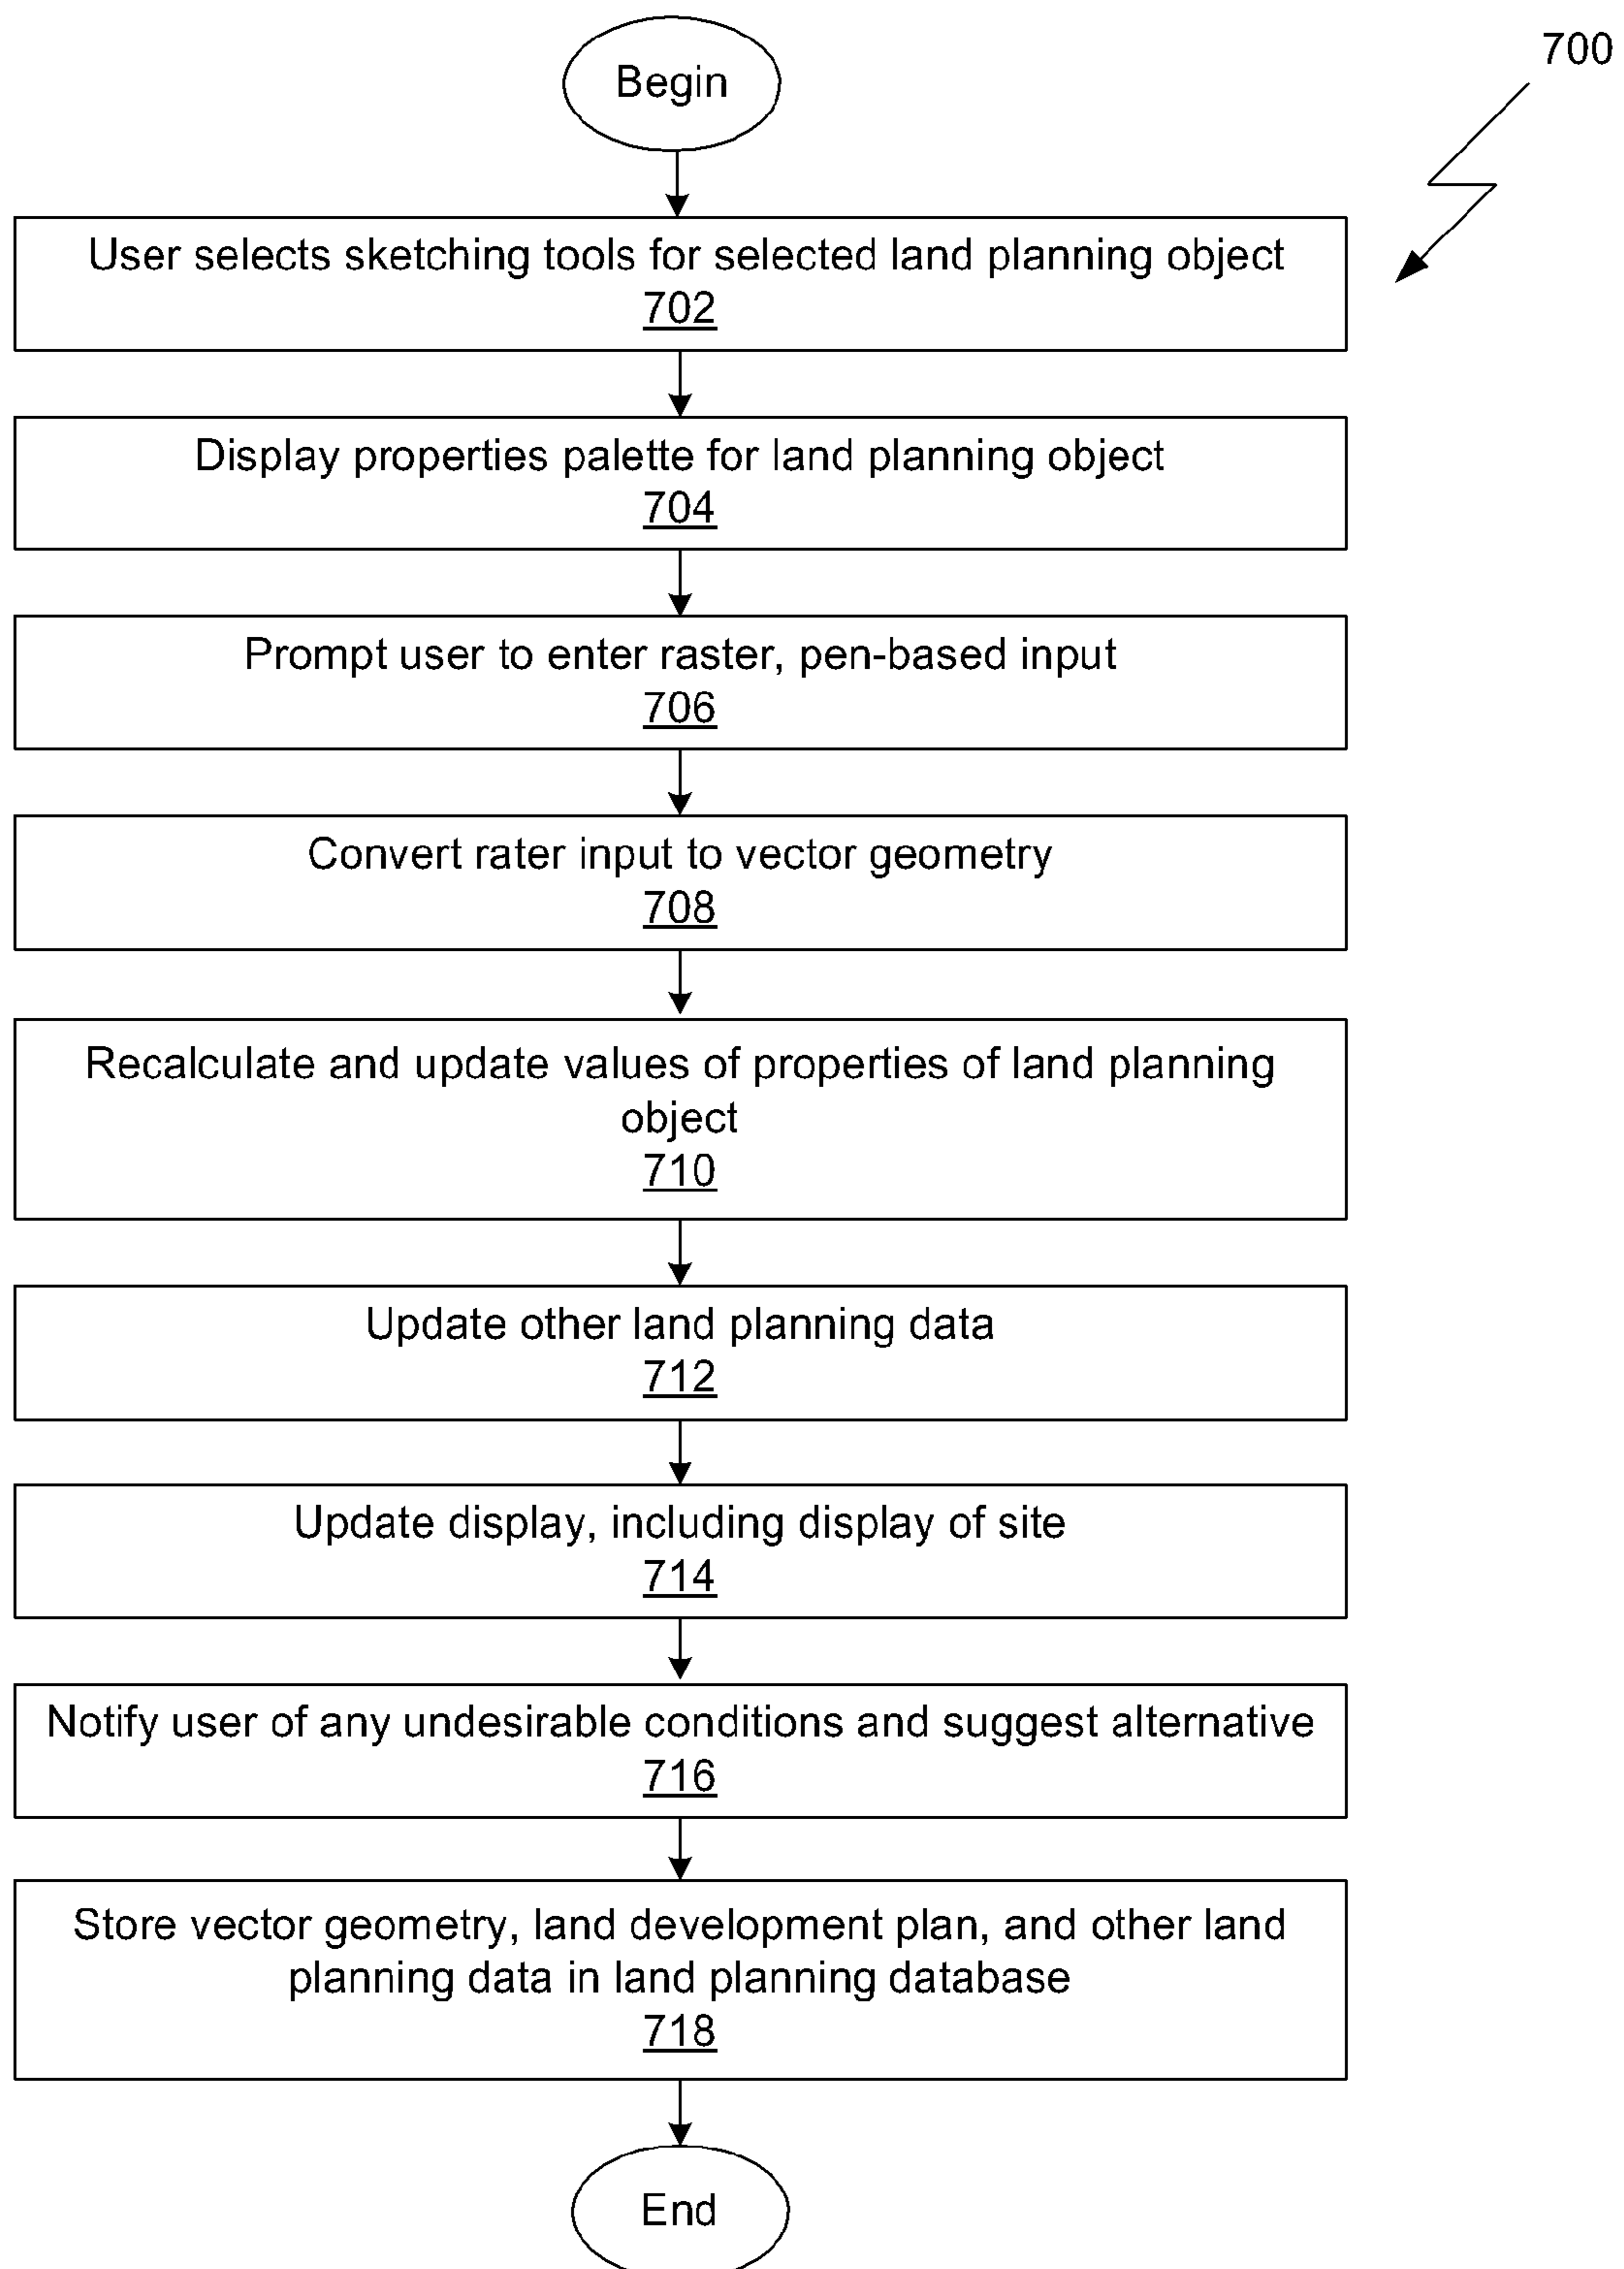 Begin
700
User selects sketching tools for selected land planning object
702
Display properties palette for land planning object
704
Prompt user to enter raster, pen-based input
706
Convert rater input to vector geometry
708
Recalculate and update values of properties of land planning
object
710
Update other land planning data
712
Update display, including display of site
714
Notify user of any undesirable conditions and suggest alternative
716
Store vector geometry, land development plan, and other land
planning data in land planning database
718
End